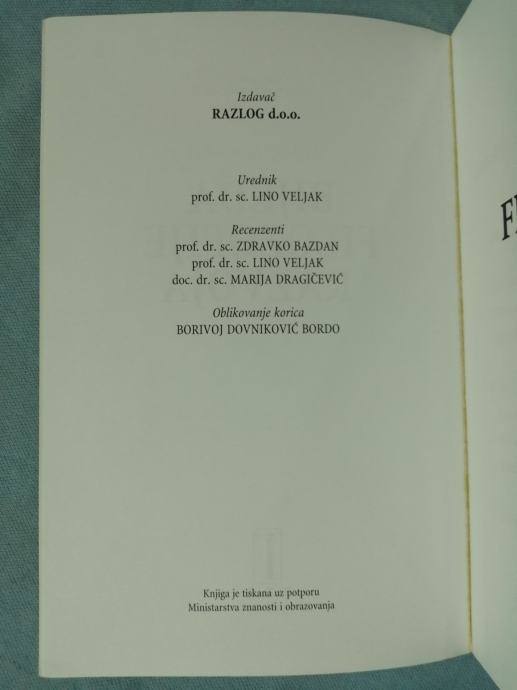 Izdavač
RAZLOG d.o.o.
Urednik
prof. dr. sc. LINO VELJAK
Recenzenti
prof. dr. sc. ZDRAVKO BAZDAN
prof. dr. sc. LINO VELJAK
doc. dr. sc. MARIJA DRAGIČEVIĆ
Oblikovanje korica
BORIVOJ DOVNIKOVIĆ BORDO
Knjiga je tiskana uz potporu
Ministarstva znanosti i obrazovanja